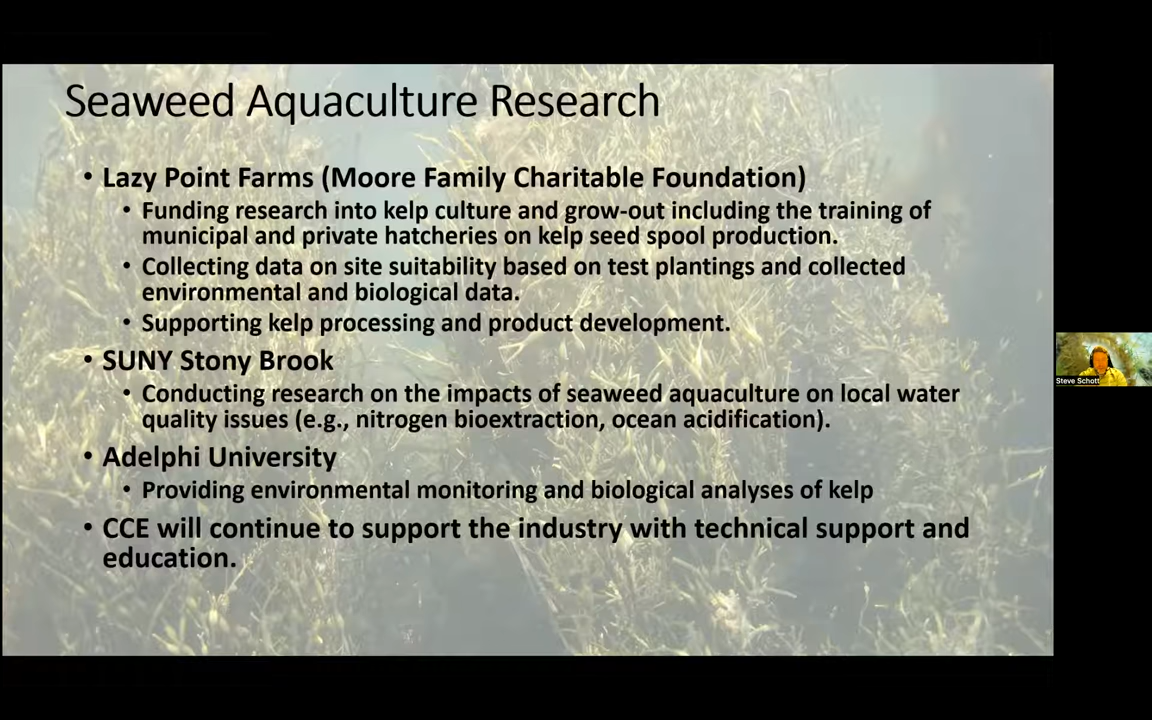 Seaweed Aquaculture Research
• Lazy Point Farms (Moore Family Charitable Foundation)
• Funding research into kelp culture and grow-out including the training of
municipal and private hatcheries on kelp seed spool production.
• Collecting data on site suitability based on test plantings and collected
environmental and biological data.
• Supporting kelp processing and product development.
• SUNY Stony Brook
• Conducting research on the impacts of seaweed aquaculture on local water
quality issues (e.g., nitrogen bioextraction, ocean acidification).
• Adelphi University
• Providing environmental monitoring and biological analyses of kelp
• CCE will continue to support the industry with technical support and
education.
Steve Schott